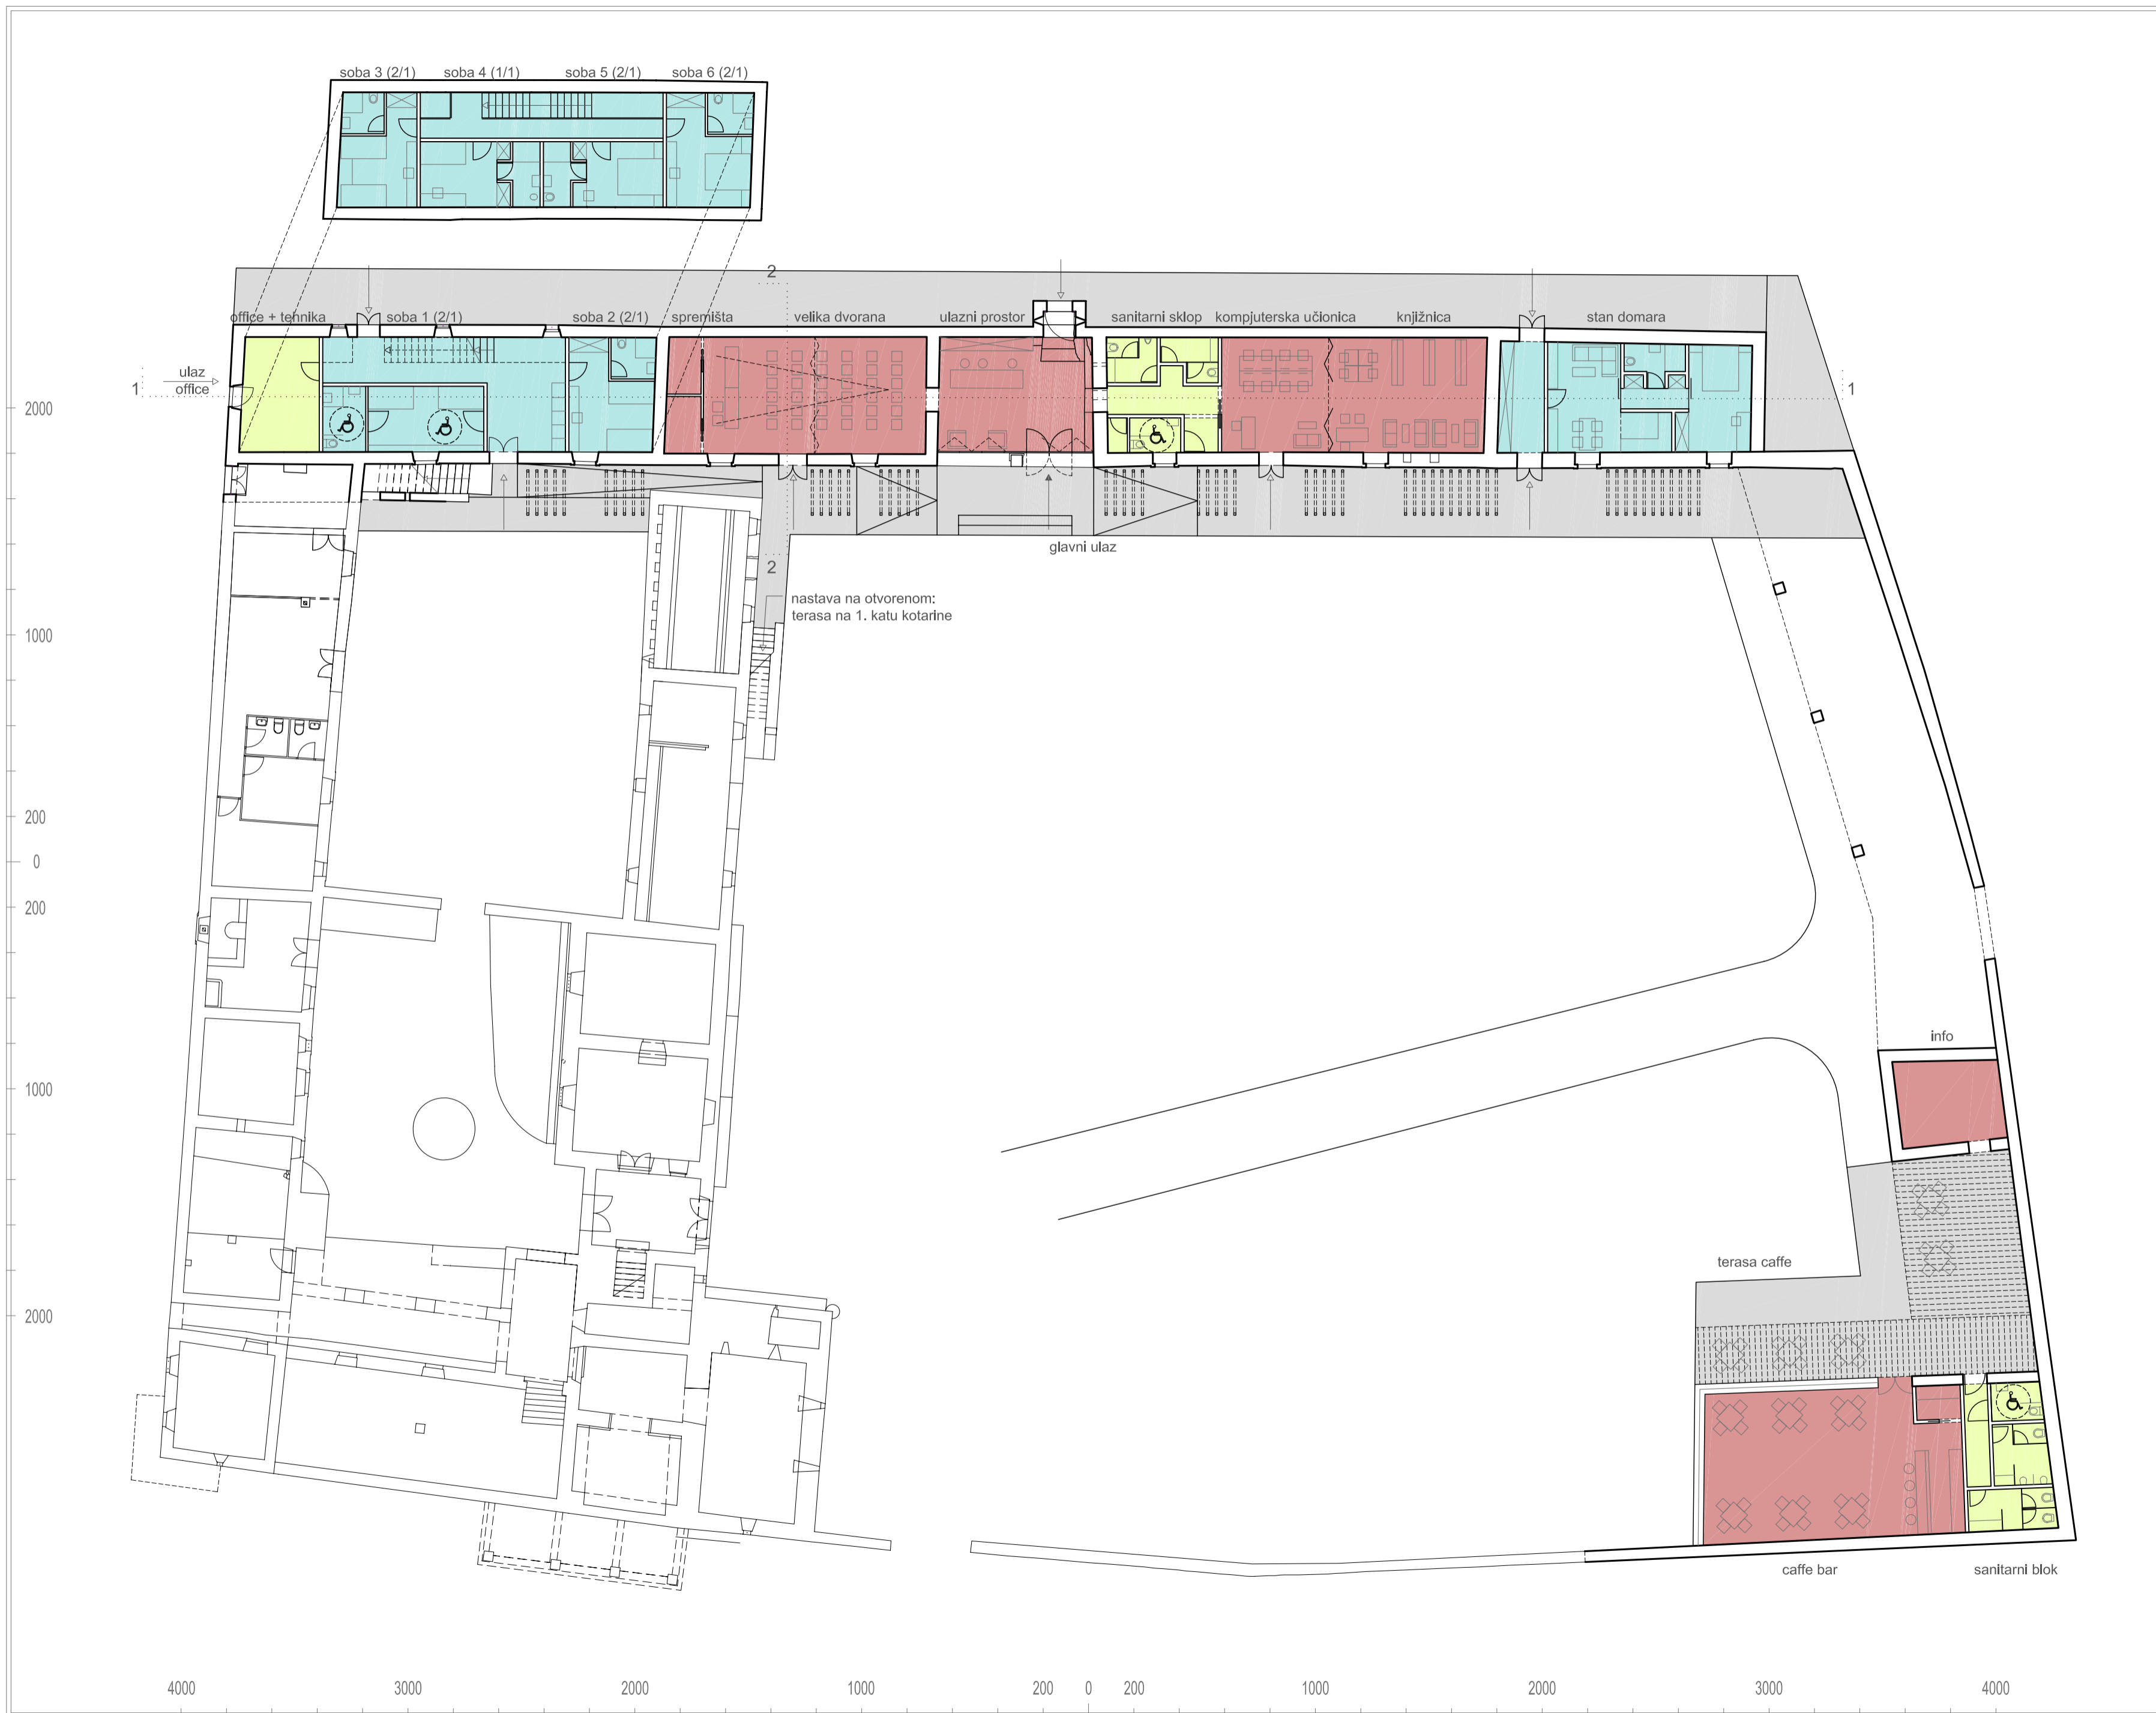 soba 3 (2/1) soba 4 (1/1) soba 5 (2/1) soba 6 (2/1)
2
office + tehnika soba 1 (2/1) soba 2 (2/1) spremišta velika dvorana ulazni prostor sanitarni sklop kompjuterska učionica knjižnica stan domara
ulaz
office
1 1
2000
glavni ulaz
2
nastava na otvorenom:
terasa na 1. katu kotarine
1000
200
0
200
info
1000
terasa caffe
2000
caffe bar sanitarni blok
4000 3000 2000 1000 200 0 200 1000 2000 3000 4000